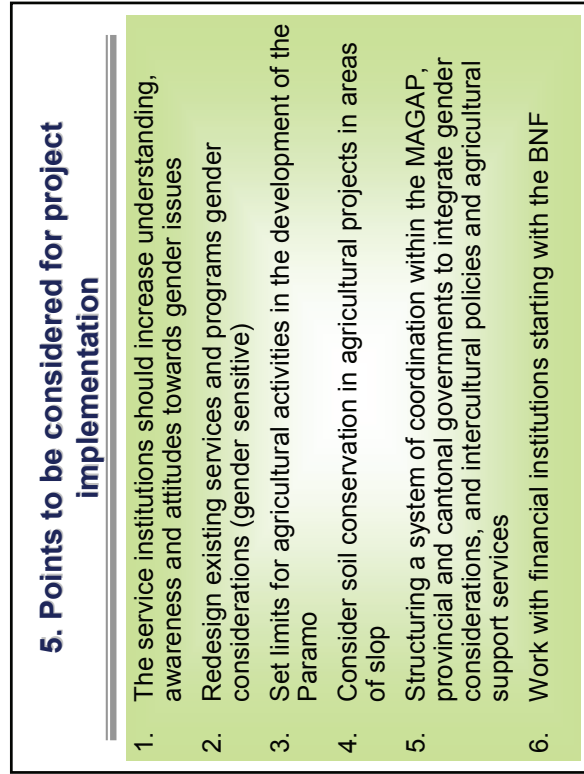 5. Points to be considered for project
implementation
1. The service institutions should increase understanding,
awareness and attitudes towards gender issues
2. Redesign existing services and programs gender
considerations (gender sensitive)
3. Set limits for agricultural activities in the development of the
Paramo
4. Consider soil conservation in agricultural projects in areas
of slop
5. Structuring a system of coordination within the MAGAP,
provincial and cantonal governments to integrate gender
considerations, and intercultural policies and agricultural
support services
6. Work with financial institutions starting with the BNF